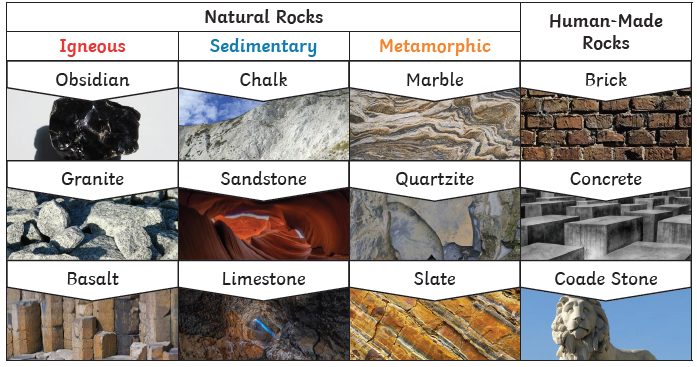 Natural Rocks
Human-Made
Rocks
Igneous
Sedimentary
Metamorphic
Obsidian
Chalk
Marble
Brick
Granite
Sandstone
Quartzite
Concrete
Basalt
Limestone
Slate
Coade Stone